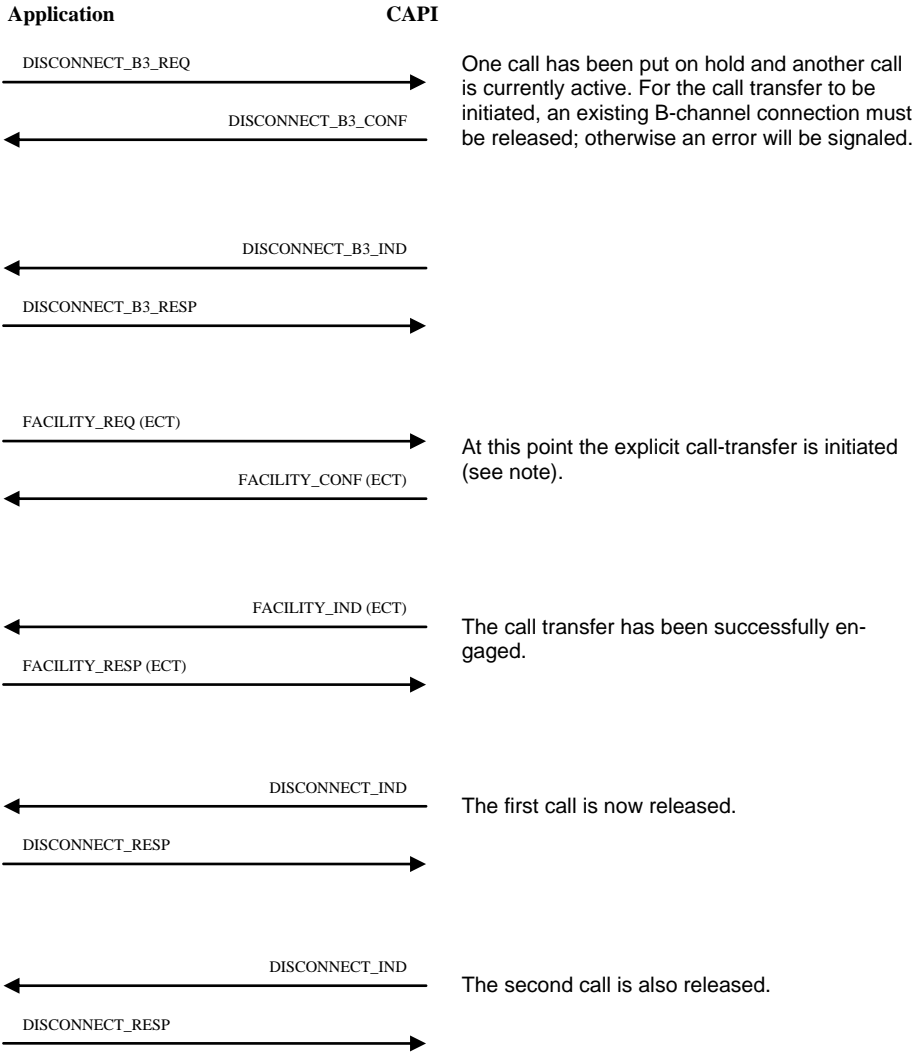 Application CAPI
DISCONNECT_B3_REQ
One call has been put on hold and another call
is currently active. For the call transfer to be
initiated, an existing B-channel connection must
be released; otherwise an error will be signaled.
DISCONNECT_B3_CONF
DISCONNECT_B3_IND
DISCONNECT_B3_RESP
FACILITY_REQ (ECT)
At this point the explicit call-transfer is initiated
(see note).
FACILITY_CONF (ECT)
FACILITY_IND (ECT)
The call transfer has been successfully en-
gaged.
FACILITY_RESP (ECT)
DISCONNECT_IND
The first call is now released.
DISCONNECT_RESP
DISCONNECT_IND
The second call is also released.
DISCONNECT_RESP